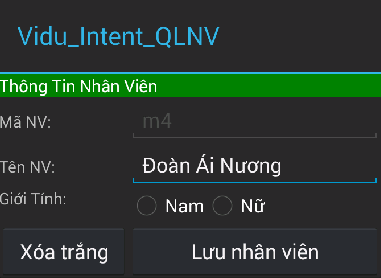 Vidu_Intent_QLNV
Thông Tin Nhân Viên
Mã NV: m4
Tên NV: Đoàn Ái Nương
Giới Tính: Nam Nữ
Xóa trắng Lưu nhân viên